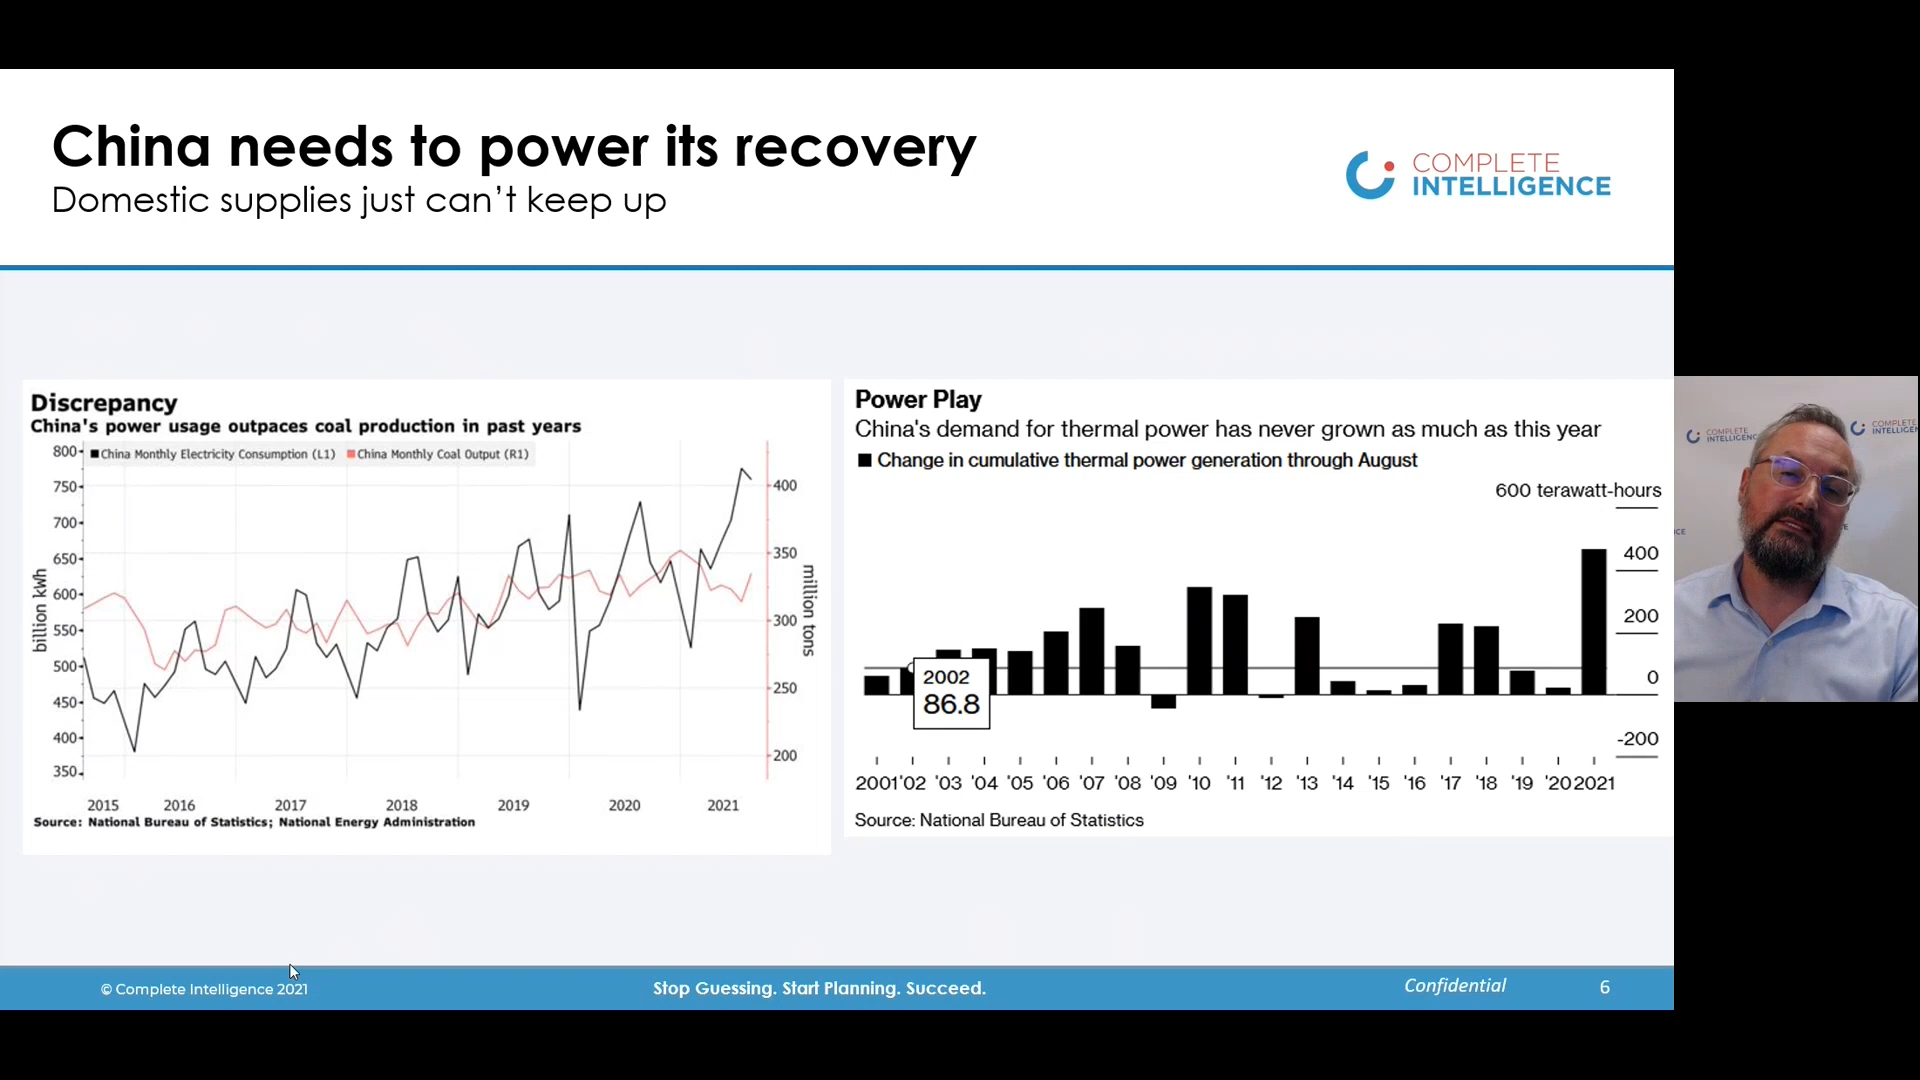 China needs to power its recovery
Domestic supplies just can't keep up
COMPLETE
INTELLIGENCE
Discrepancy
China's power usage outpaces coal production in past years
China Monthly Electricity Consumption (L1) China Monthly Coal Output (R1)
800
750
700
650
600
550
500
450
400
350
billion kWh
400
350
300
250
200
million tons
2015 2016 2017 2018 2019 2020 2021
Source: National Bureau of Statistics; National Energy Administration
Power Play
China's demand for thermal power has never grown as much as this year
Change in cumulative thermal power generation through August
600 terawatt-hours
400
200
0
-200
2002
86.8
2001 '02 '03 '04 '05 '06 '07 '08 '09 '10 '11 '12 '13 '14 '15 '16 '17 '18 '19 '20 2021
Source: National Bureau of Statistics
COMPLETE
COMPLETE
© Complete Intelligence 2021
Stop Guessing. Start Planning. Succeed.
Confidential
6